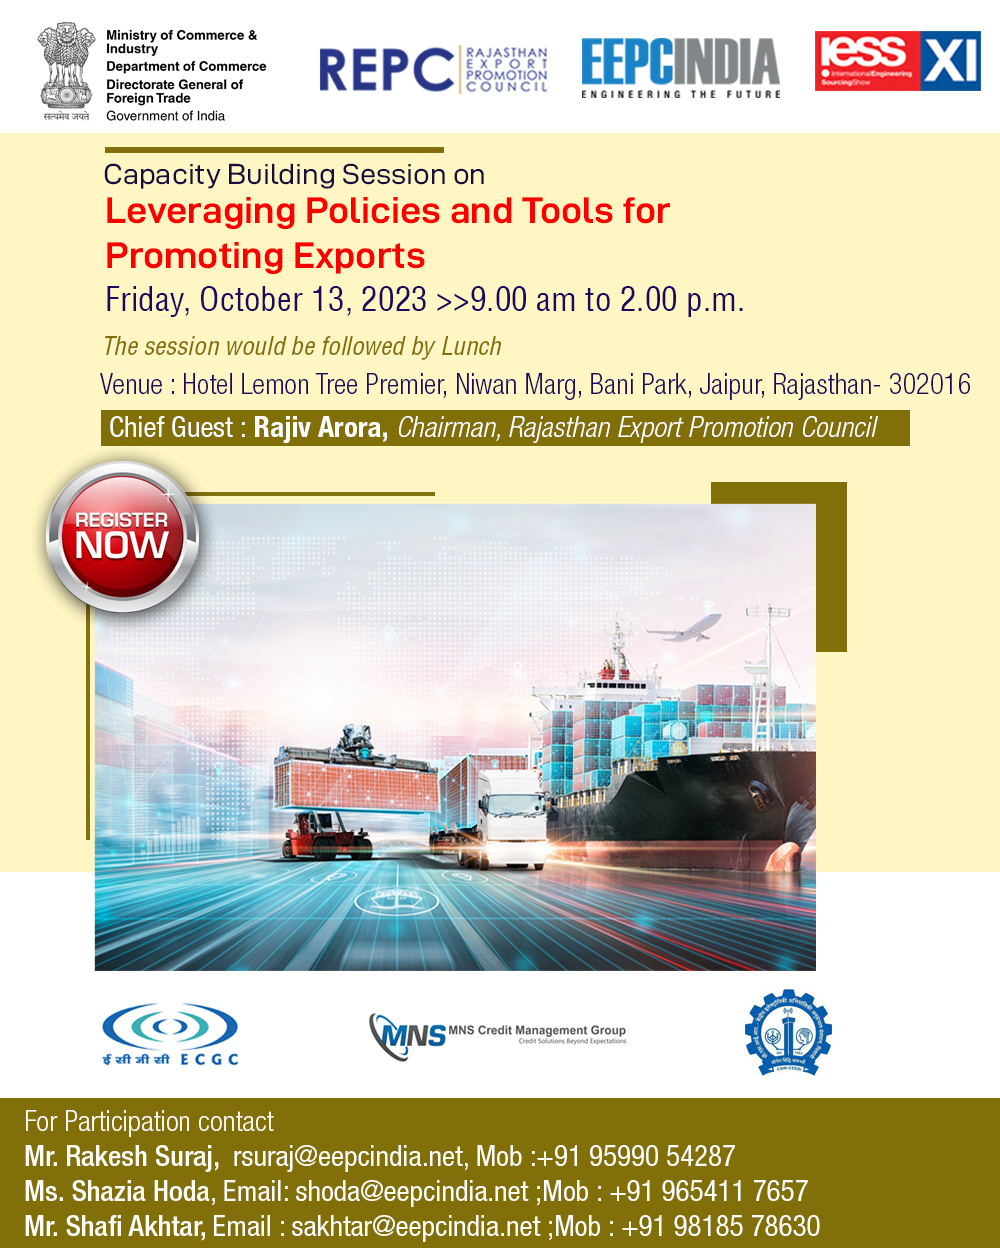 Ministry of Commerce &
Industry
Department of Commerce
Directorate General of
Foreign Trade
Government of India
सत्यमेव जयते
REPC RAJASTHAN
EXPORT
PROMOTION
COUNCIL
EEPCINDIA
ENGINEERING THE FUTURE
IESS XI
InternationalEngineering
SourcingShow
Capacity Building Session on
Leveraging Policies and Tools for
Promoting Exports
Friday, October 13, 2023 >>9.00 am to 2.00 p.m.
The session would be followed by Lunch
Venue : Hotel Lemon Tree Premier, Niwan Marg, Bani Park, Jaipur, Rajasthan- 302016
Chief Guest : Rajiv Arora, Chairman, Rajasthan Export Promotion Council
REGISTER
NOW
ई सी जी सी ECGC
MNS MNS Credit Management Group
Credit Solutions Beyond Expectations
CSIR-CEERI
For Participation contact
Mr. Rakesh Suraj,  rsuraj@eepcindia.net, Mob :+91 95990 54287
Ms. Shazia Hoda, Email: shoda@eepcindia.net ;Mob : +91 965411 7657
Mr. Shafi Akhtar, Email : sakhtar@eepcindia.net ;Mob : +91 98185 78630